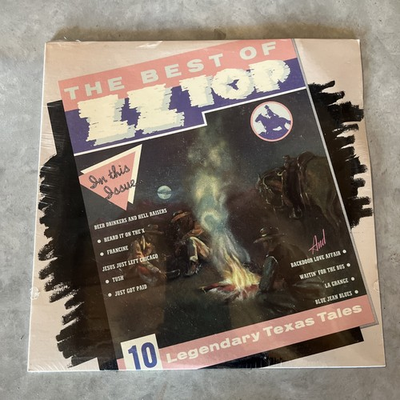 THE BEST OF
ZZ TOP
In this
Issue
BEER DRINKERS AND HELL RAISERS
• HEARD IT ON THE X
• FRANCINE
JESUS JUST LEFT CHICAGO
• TUSH
• JUST GOT PAID
And
BACKDOOR LOVE AFFAIR •
WAITIN' FOR THE BUS •
LA GRANGE •
BLUE JEAN BLUES •
10 Legendary Texas Tales